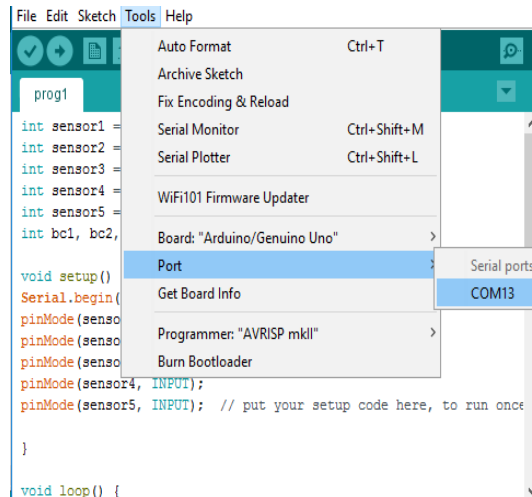 File Edit Sketch Tools Help
Auto Format Ctrl+T
Archive Sketch
Fix Encoding & Reload
Serial Monitor Ctrl+Shift+M
Serial Plotter Ctrl+Shift+L
WiFi101 Firmware Updater
Board: "Arduino/Genuino Uno"
Port
Get Board Info
Programmer: "AVRISP mkII"
Burn Bootloader
Serial ports
COM13
prog1
int sensor1 =
int sensor2 =
int sensor3 =
int sensor4 =
int sensor5 =
int bc1, bc2,
void setup()
Serial.begin(
pinMode(senso
pinMode(senso
pinMode(senso
pinMode(sensor4, INPUT);
pinMode(sensor5, INPUT);  // put your setup code here, to run once
}
void loop() {